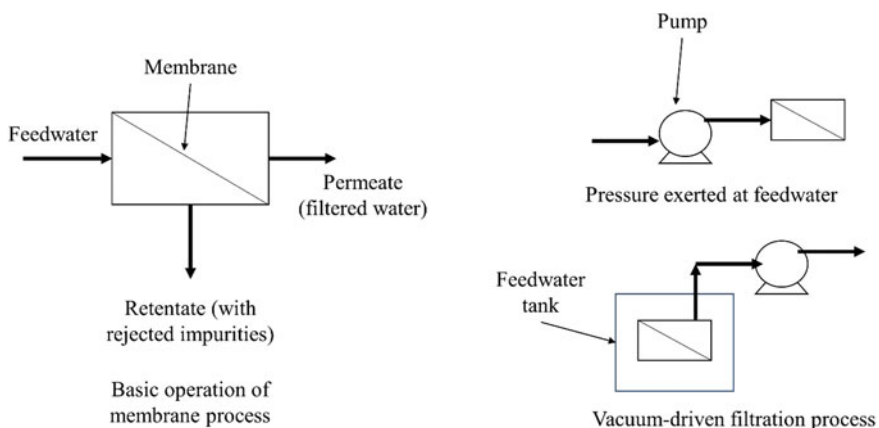 Membrane
Feedwater
Permeate
(filtered water)
Retentate (with
rejected impurities)
Basic operation of
membrane process
Pump
Pressure exerted at feedwater
Feedwater
tank
Vacuum-driven filtration process